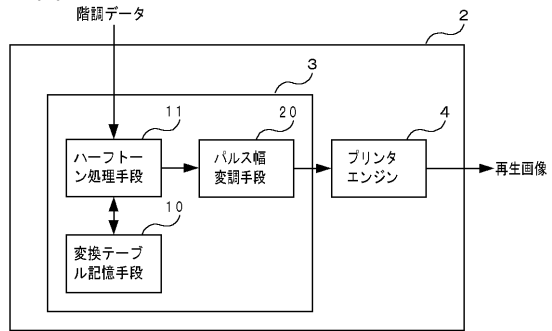 階調データ
2
3
11
ハーフトー
ン処理手段
20
パルス幅
変調手段
4
プリンタ
エンジン
再生画像
10
変換テーブ
ル記憶手段